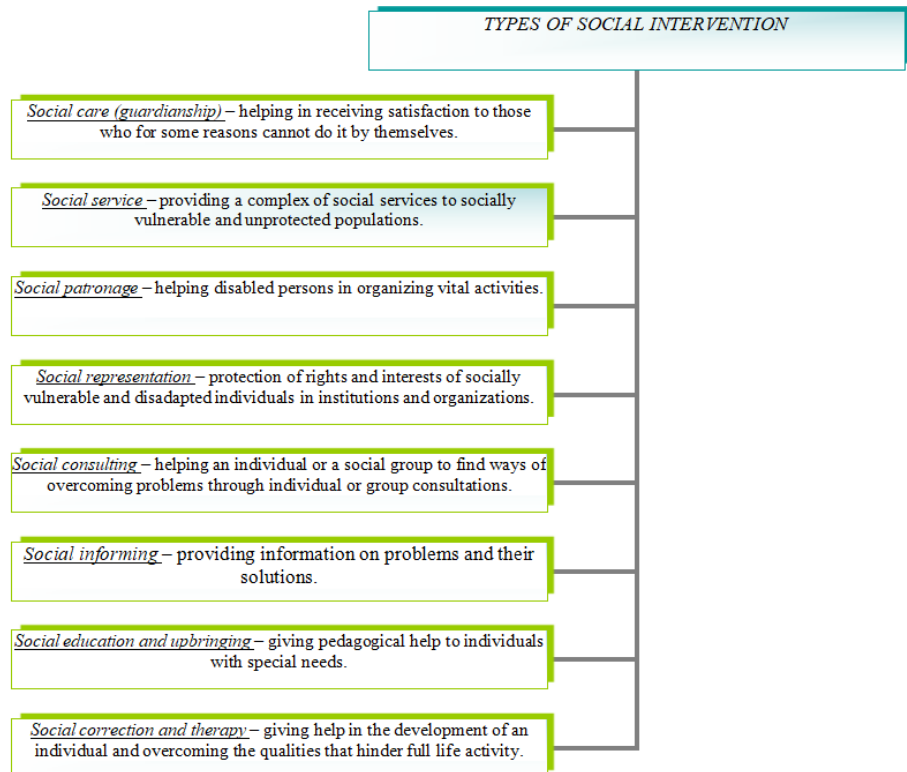 TYPES OF SOCIAL INTERVENTION
Social care (guardianship) – helping in receiving satisfaction to those
who for some reasons cannot do it by themselves.
Social service – providing a complex of social services to socially
vulnerable and unprotected populations.
Social patronage – helping disabled persons in organizing vital activities.
Social representation – protection of rights and interests of socially
vulnerable and disadapted individuals in institutions and organizations.
Social consulting – helping an individual or a social group to find ways of
overcoming problems through individual or group consultations.
Social informing – providing information on problems and their
solutions.
Social education and upbringing – giving pedagogical help to individuals
with special needs.
Social correction and therapy – giving help in the development of an
individual and overcoming the qualities that hinder full life activity.